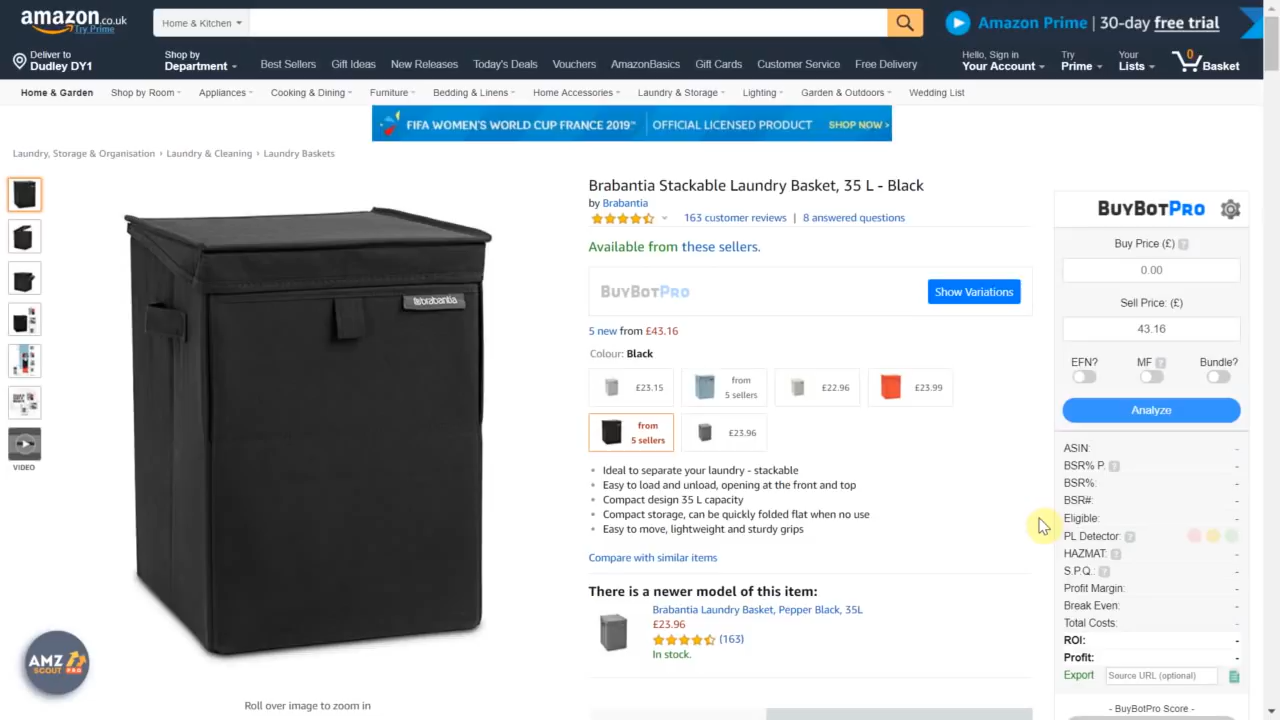 amazon.co.uk
Try Prime
Home & Kitchen
Amazon Prime | 30-day free trial
Deliver to
Dudley DY1
Shop by
Department
Best Sellers
Gift Ideas
New Releases
Today's Deals
Vouchers
AmazonBasics
Gift Cards
Customer Service
Free Delivery
Hello, Sign in
Your Account
Try
Prime
Your
Lists
0
Basket
Home & Garden
Shop by Room
Appliances
Cooking & Dining
Furniture
Bedding & Linens
Home Accessories
Laundry & Storage
Lighting
Garden & Outdoors
Wedding List
FIFA WOMEN'S WORLD CUP FRANCE 2019™ | OFFICIAL LICENSED PRODUCT SHOP NOW >
Laundry, Storage & Organisation › Laundry & Cleaning › Laundry Baskets
brabantia
VIDEO
AMZ
SCOUT PRO
Roll over image to zoom in
Brabantia Stackable Laundry Basket, 35 L - Black
by Brabantia
163 customer reviews | 8 answered questions
Available from these sellers.
BUYBOTPRO
Show Variations
5 new from £43.16
Colour: Black
£23.15
from
5 sellers
£22.96
£23.99
from
5 sellers
£23.96
• Ideal to separate your laundry - stackable
• Easy to load and unload, opening at the front and top
• Compact design 35 L capacity
• Compact storage, can be quickly folded flat when no use
• Easy to move, lightweight and sturdy grips
Compare with similar items
There is a newer model of this item:
Brabantia Laundry Basket, Pepper Black, 35L
£23.96
(163)
In stock.
BUYBOTPRO
Buy Price (£) ?
0.00
Sell Price: (£)
43.16
EFN?
MF ?
Bundle?
Analyze
ASIN: -
BSR% P. ? -
BSR%: -
BSR#: -
Eligible: -
PL Detector: ?
HAZMAT: ? -
S.P.Q.: ? -
Profit Margin: -
Break Even: -
Total Costs: -
ROI: -
Profit: -
Export
Source URL (optional)
- BuyBotPro Score -